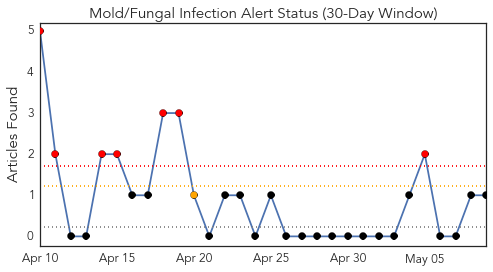 Mold/Fungal Infection Alert Status (30-Day Window)
Articles Found
5
4
3
2
1
0
Apr 10
Apr 15
Apr 20
Apr 25
Apr 30
May 05